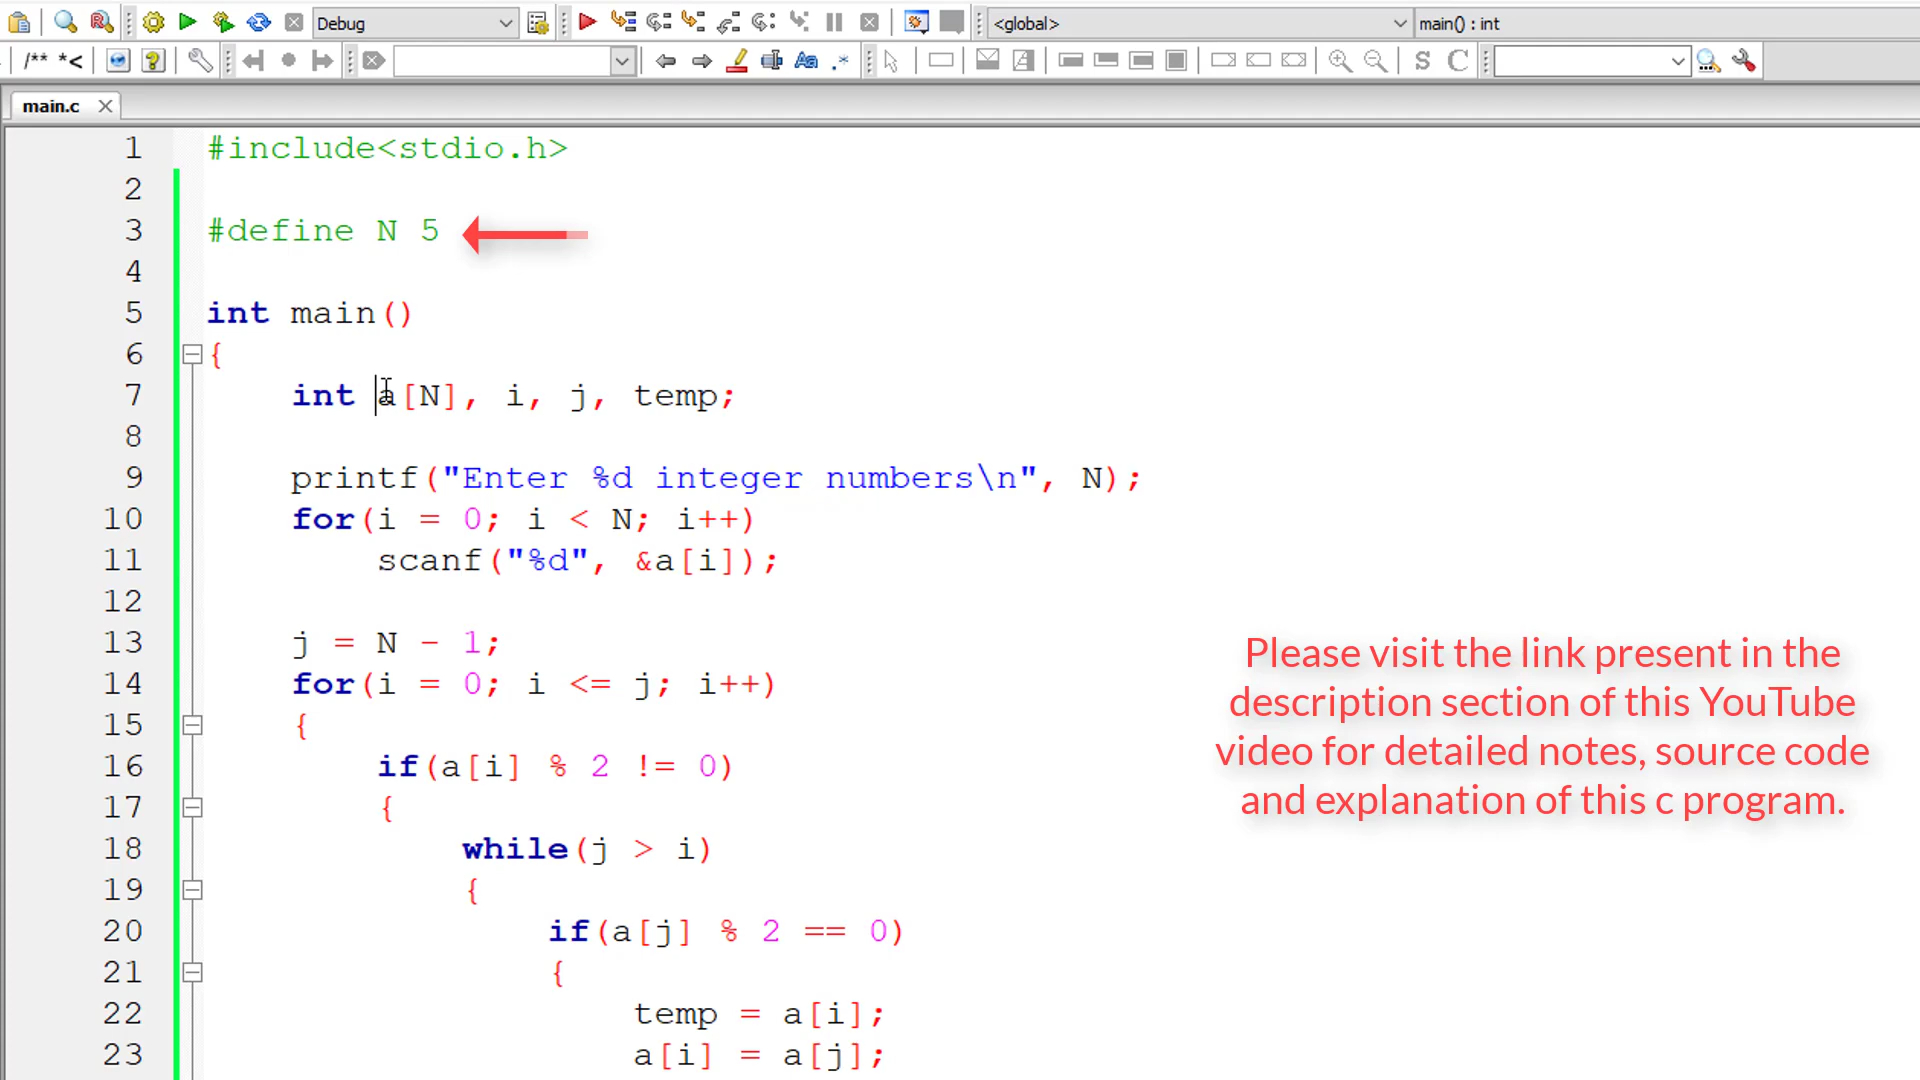 Debug
<global>
main() : int
/** *<
Aa
.*
S
C
main.c
1 #include<stdio.h>
2
3 #define N 5
4
5 int main()
6 {
7 int a[N], i, j, temp;
8
9 printf("Enter %d integer numbers\n", N);
10 for(i = 0; i < N; i++)
11 scanf("%d", &a[i]);
12
13 j = N - 1;
14 for(i = 0; i <= j; i++)
15 {
16 if(a[i] % 2 != 0)
17 {
18 while(j > i)
19 {
20 if(a[j] % 2 == 0)
21 {
22 temp = a[i];
23 a[i] = a[j];
Please visit the link present in the
description section of this YouTube
video for detailed notes, source code
and explanation of this c program.